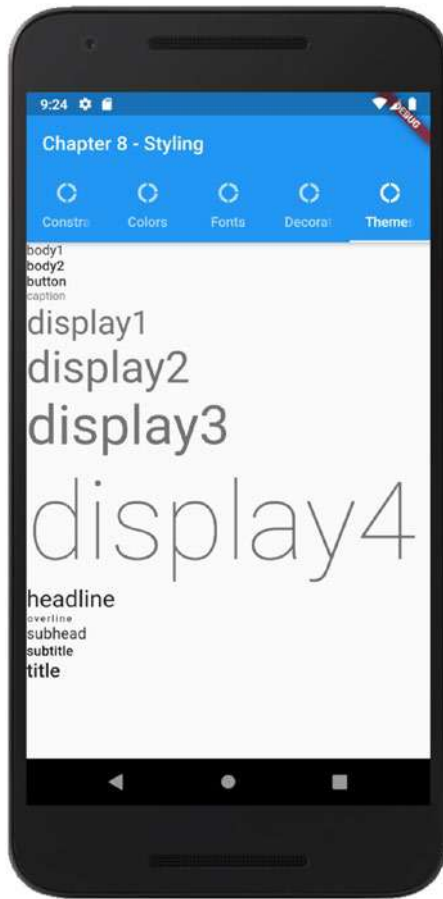 9:24
DEBUG
Chapter 8 - Styling
Constra Colors Fonts Decorat Themes
body1
body2
button
caption
display1
display2
display3
display4
headline
overline
subhead
subtitle
title